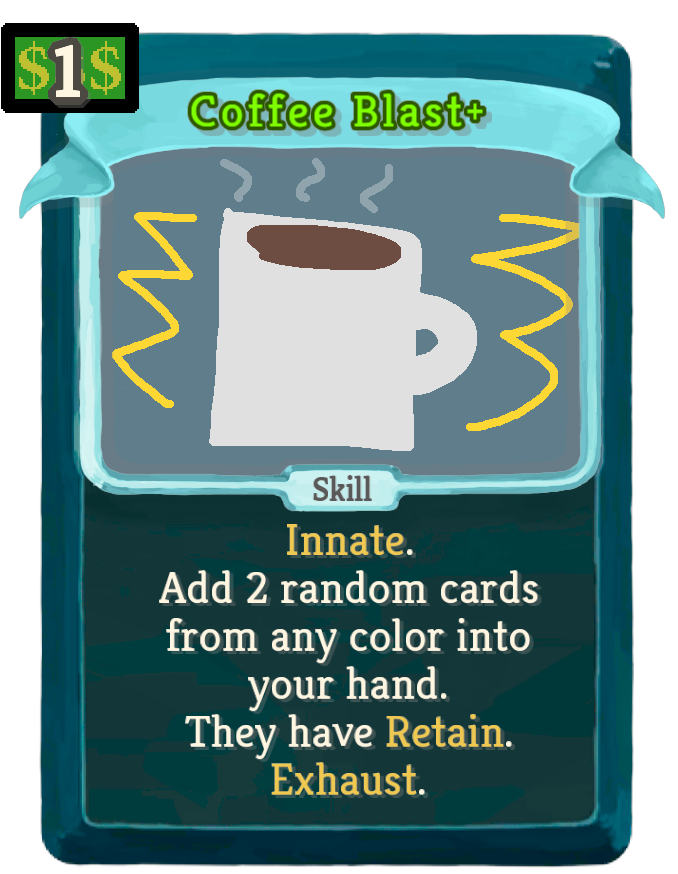 $1$
Coffee Blast+
Skill
Innate.
Add 2 random cards
from any color into
your hand.
They have Retain.
Exhaust.